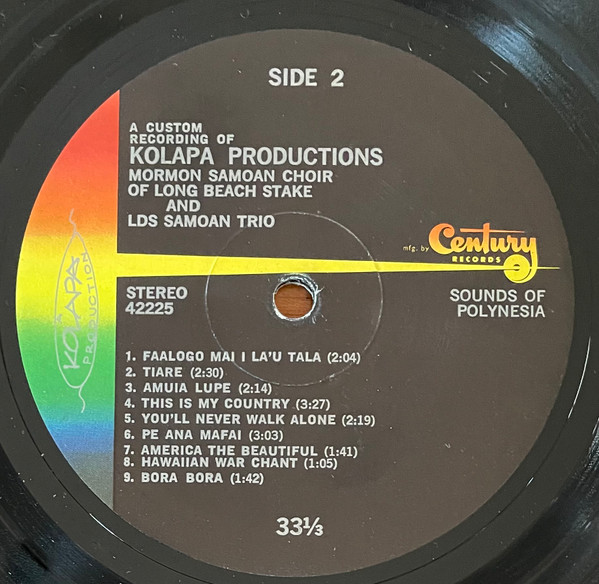 SIDE 2
A CUSTOM
RECORDING OF
KOLAPA PRODUCTIONS
MORMON SAMOAN CHOIR
OF LONG BEACH STAKE
AND
LDS SAMOAN TRIO
mfg. by Century
RECORDS
KOLAPA
PRODUCTION
STEREO
42225
SOUNDS OF
POLYNESIA
1. FAALOGO MAI I LA'U TALA (2:04)
2. TIARE (2:30)
3. AMUIA LUPE (2:14)
4. THIS IS MY COUNTRY (3:27)
5. YOU'LL NEVER WALK ALONE (2:19)
6. PE ANA MAFAI (3:03)
7. AMERICA THE BEAUTIFUL (1:41)
8. HAWAIIAN WAR CHANT (1:05)
9. BORA BORA (1:42)
33⅓